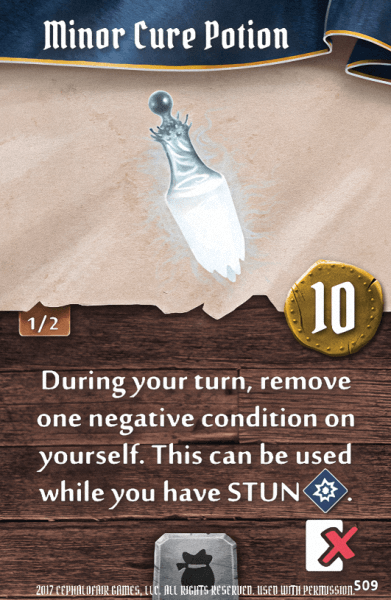 Minor Cure Potion
10
1/2
During your turn, remove
one negative condition on
yourself. This can be used
while you have STUN.
2017 CEPHALOFAIR GAMES, LLC. ALL RIGHTS RESERVED. USED WITH PERMISSION.
509